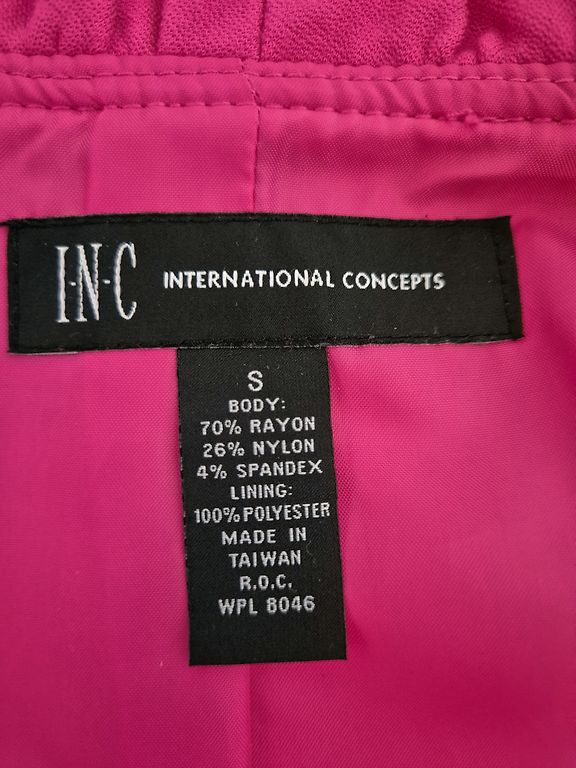 I-N-C INTERNATIONAL CONCEPTS
S
BODY:
70% RAYON
26% NYLON
4% SPANDEX
LINING:
100% POLYESTER
MADE IN
TAIWAN
R.O.C.
WPL 8046